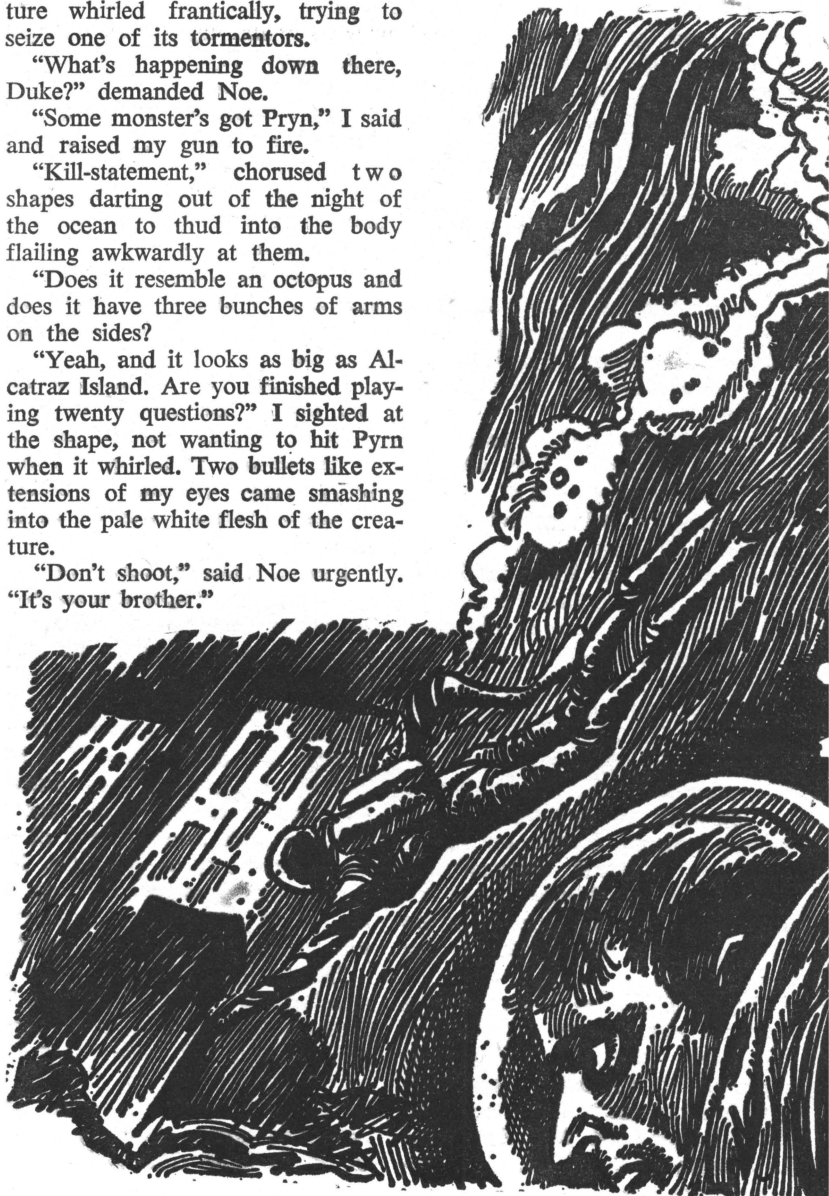 ture whirled frantically, trying to
seize one of its tormentors.
“What’s happening down there,
Duke?” demanded Noe.
“Some monster’s got Pryn,” I said
and raised my gun to fire.
“Kill-statement,” chorused two
shapes darting out of the night of
the ocean to thud into the body
flailing awkwardly at them.
“Does it resemble an octopus and
does it have three bunches of arms
on the sides?
“Yeah, and it looks as big as Al-
catraz Island. Are you finished play-
ing twenty questions?” I sighted at
the shape, not wanting to hit Pyrn
when it whirled. Two bullets like ex-
tensions of my eyes came smashing
into the pale white flesh of the crea-
ture.
“Don't shoot,” said Noe urgently.
“It’s your brother.”